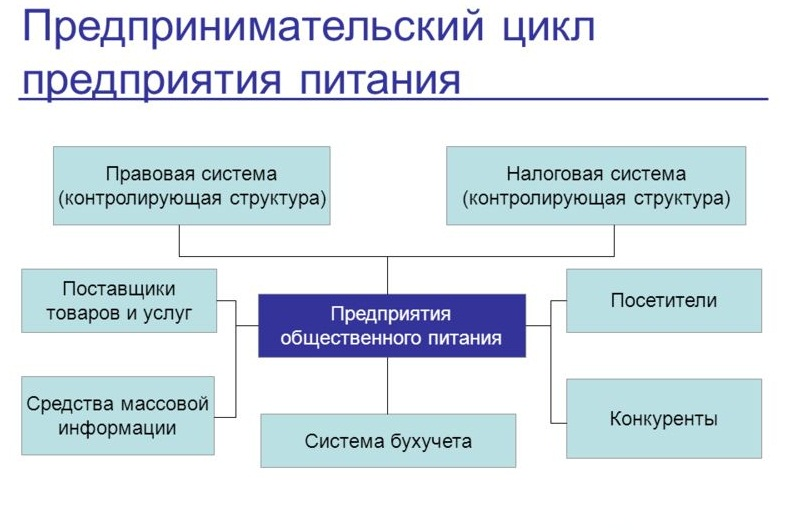 Предпринимательский цикл
предприятия питания
Правовая система
(контролирующая структура)
Налоговая система
(контролирующая структура)
Поставщики
товаров и услуг
Предприятия
общественного питания
Посетители
Средства массовой
информации
Система бухучета
Конкуренты